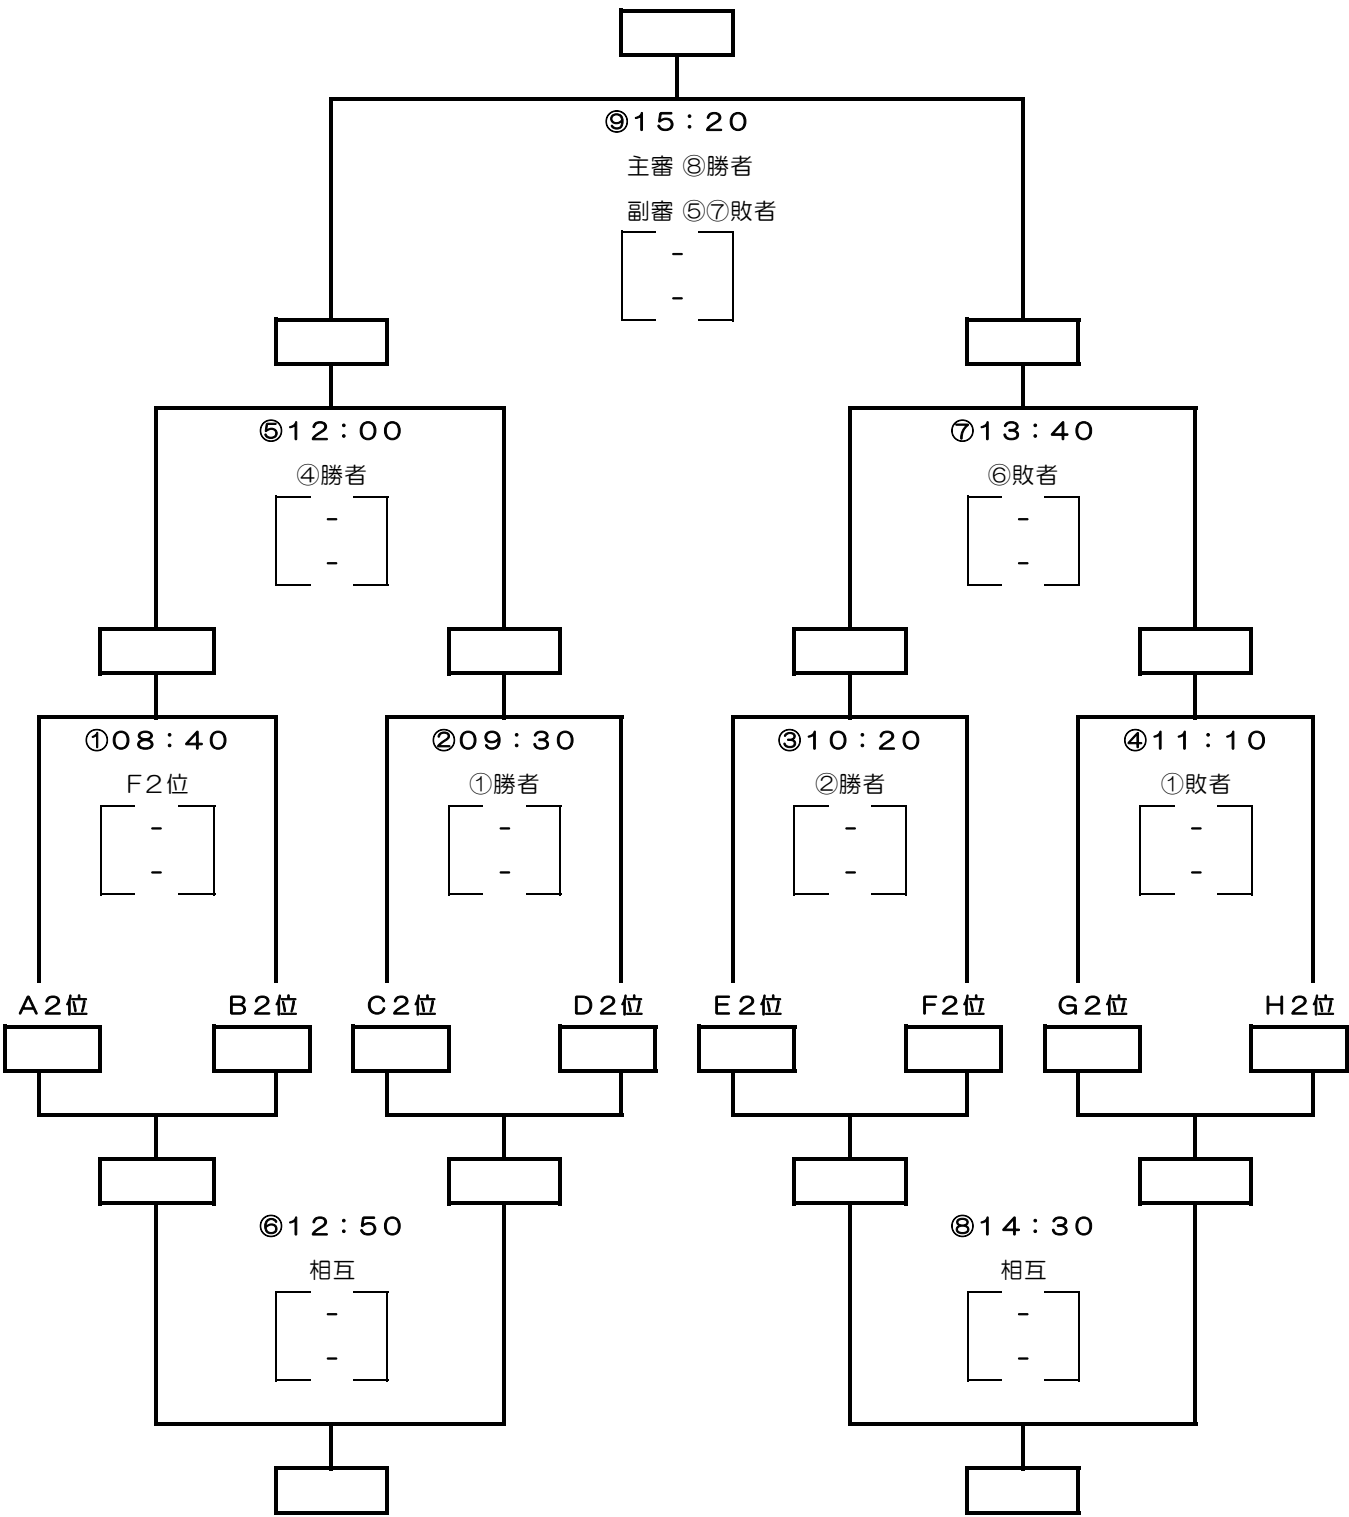 ⑨15：20
主審 ⑧勝者
副審 ⑤⑦敗者
-
-
⑤12：00
⑦13：40
④勝者
⑥敗者
- -
- -
①08：40
②09：30
③10：20
④11：10
F2位
①勝者
②勝者
①敗者
- - - -
- - - -
A2位
B2位
C2位
D2位
E2位
F2位
G2位
H2位
⑥12：50
⑧14：30
相互
相互
- -
- -